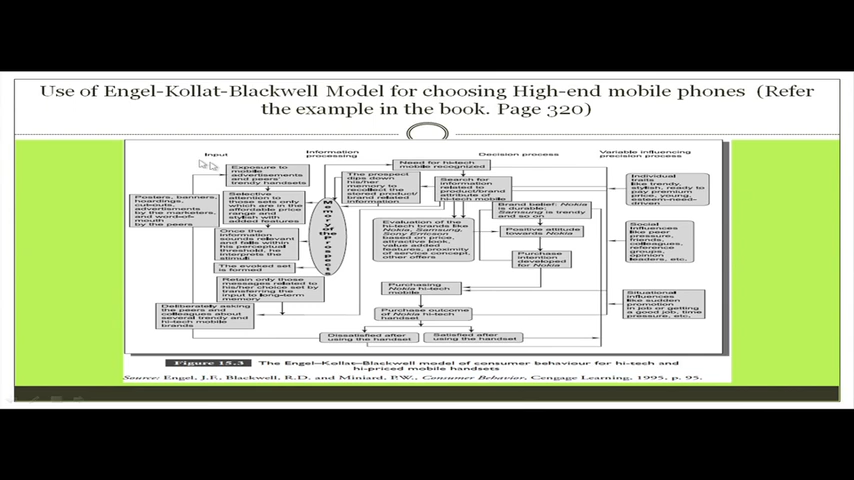 Use of Engel-Kollat-Blackwell Model for choosing High-end mobile phones (Refer
the example in the book. Page 320)
Input
Information
processing
Decision process
Variable influencing
precision process
Exposure to
mobile
advertisements
and peers'
trendy handsets
Posters, banners,
hoardings,
cutouts,
advertisments
by the marketers,
and word-of-
mouth
by the peers
Selective
attention to
those sets only
which are in the
affordable price
range and
stylish with
added features
Once the
information
sounds relevant
and falls within
his perceptual
threshold, he
interprets the
stimuli
The evoked set
is formed
Retain only those
messages related to
his/her choice set by
transferring the
input to long-term
memory
Deliberately asking
the peers and
colleagues about
several trendy and
hi-tech mobile
brands
Memory of the Prospects
The prospect
dips down
his/her
memory to
recollect the
stored product/
brand related
information
Need for hi-tech
mobile recognized
Search for
information
related to
product/brand
attribute of
hi-tech mobile
Brand belief: Nokia
is durable;
Samsung is trendy
and so on
Evaluation of the
hi-tech brands like
Nokia, Samsung,
Sony Ericsson
based on price,
attractive look,
value added
features, proximity
of service concept,
other offers
Positive attitude
towards Nokia
Purchase
intention
developed
for Nokia
Purchasing
Nokia hi-tech
mobile
Purchase outcome
of Nokia hi-tech
handset
Dissatisfied after
using the handset
Satisfied after
using the handset
Individual
traits
like trendy,
stylish, ready to
pay premium
price, young,
esteem-need-
driven
Social
Influences
like peer
pressure,
friends,
colleagues,
reference
groups,
opinion
leaders, etc.
Situational
influences
like sudden
promotion
in job or getting
a good job, time
pressure, etc.
Figure 15.3 The Engel–Kollat–Blackwell model of consumer behaviour for hi-tech and
hi-priced mobile handsets
Source: Engel, J.F., Blackwell, R.D. and Miniard, P.W., Consumer Behavior, Cengage Learning, 1995, p. 95.